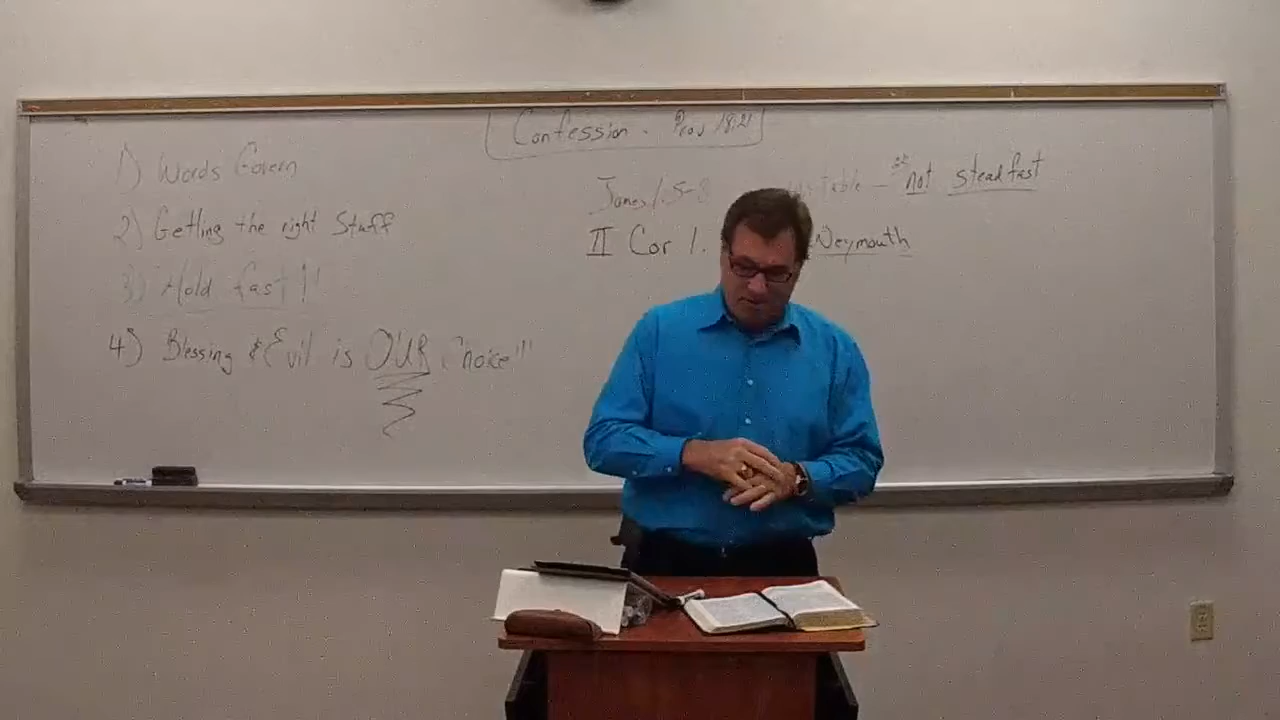 Confession. Prov 18:21
1) Words Govern
2) Getting the right Stuff
3) Hold fast!!
4) Blessing & Evil is OUR
James 1:5-8 — ** not steadfast
II Cor 1. Weymouth